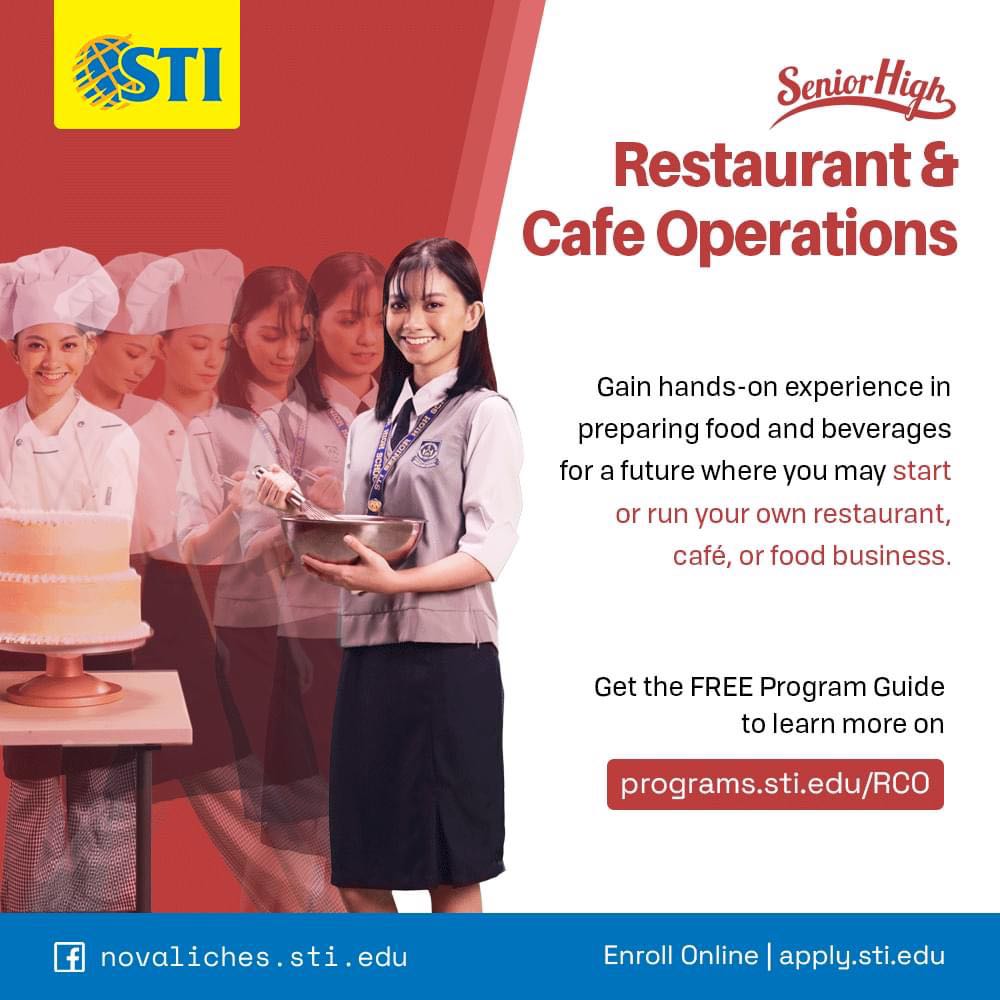 STI
Senior High
Restaurant &
Cafe Operations
Gain hands-on experience in
preparing food and beverages
for a future where you may start
or run your own restaurant,
café, or food business.
Get the FREE Program Guide
to learn more on
programs.sti.edu/RCO
novaliches.sti.edu
Enroll Online | apply.sti.edu